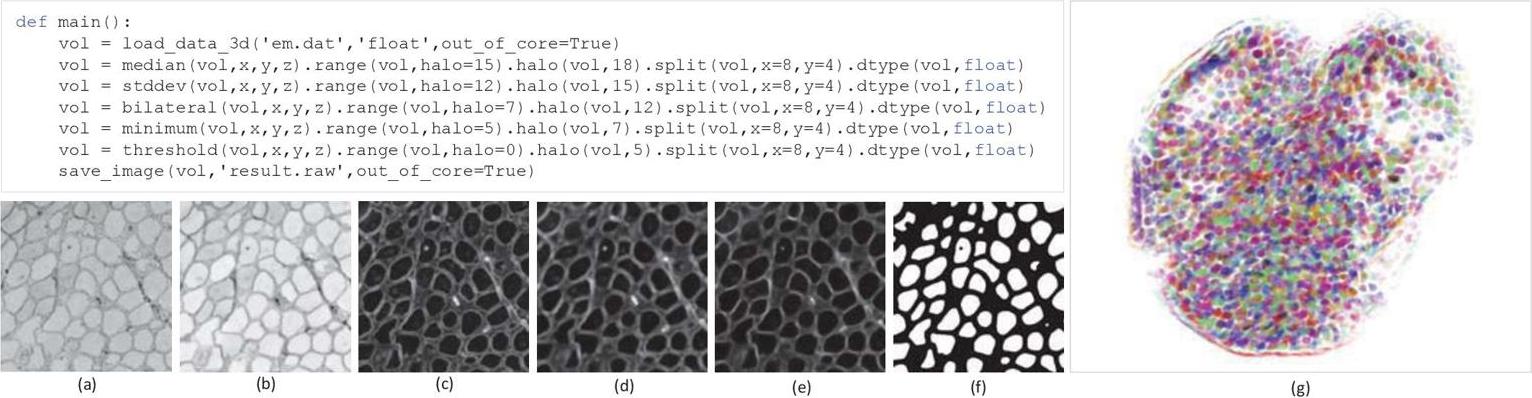 def main():
    vol = load_data_3d('em.dat','float',out_of_core=True)
    vol = median(vol,x,y,z).range(vol,halo=15).halo(vol,18).split(vol,x=8,y=4).dtype(vol,float)
    vol = stddev(vol,x,y,z).range(vol,halo=12).halo(vol,15).split(vol,x=8,y=4).dtype(vol,float)
    vol = bilateral(vol,x,y,z).range(vol,halo=7).halo(vol,12).split(vol,x=8,y=4).dtype(vol,float)
    vol = minimum(vol,x,y,z).range(vol,halo=5).halo(vol,7).split(vol,x=8,y=4).dtype(vol,float)
    vol = threshold(vol,x,y,z).range(vol,halo=0).halo(vol,5).split(vol,x=8,y=4).dtype(vol,float)
    save_image(vol,'result.raw',out_of_core=True)
(a) (b) (c) (d) (e) (f) (g)